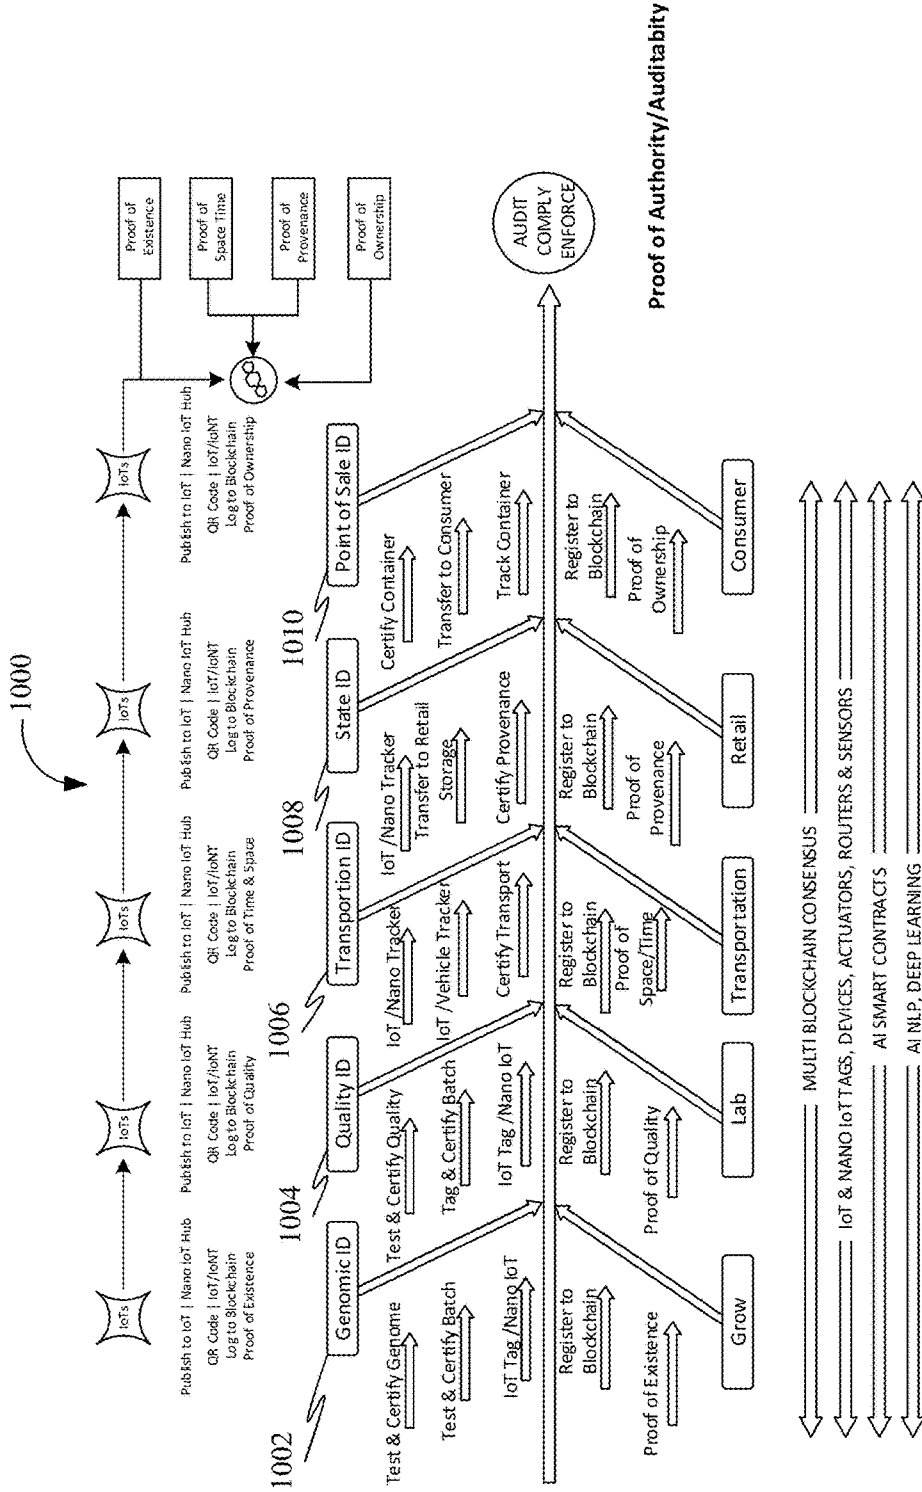 1000
IoTs
IoTs
IoTs
IoTs
IoTs
Publish to IoT | Nano IoT Hub
QR Code | IoT/IoNT
Log to Blockchain
Proof of Existence
Publish to IoT | Nano IoT Hub
QR Code | IoT/IoNT
Log to Blockchain
Proof of Quality
Publish to IoT | Nano IoT Hub
QR Code | IoT/IoNT
Log to Blockchain
Proof of Time & Space
Publish to IoT | Nano IoT Hub
QR Code | IoT/IoNT
Log to Blockchain
Proof of Provenance
Publish to IoT | Nano IoT Hub
QR Code | IoT/IoNT
Log to Blockchain
Proof of Ownership
Proof of
Existence
Proof of
Space Time
Proof of
Provenance
Proof of
Ownership
1002
Genomic ID
1004
Quality ID
1006
Transportion ID
1008
State ID
1010
Point of Sale ID
Test & Certify Genome
Test & Certify Batch
IoT Tag /Nano IoT
Test & Certify Quality
Tag & Certify Batch
IoT Tag /Nano IoT
IoT /Nano Tracker
IoT /Vehicle Tracker
Certify Transport
IoT /Nano Tracker
Transfer to Retail
Storage
Certify Provenance
Certify Container
Transfer to Consumer
Track Container
AUDIT
COMPLY
ENFORCE
Register to
Blockchain
Proof of Existence
Register to
Blockchain
Proof of Quality
Register to
Blockchain
Proof of
Space/Time
Register to
Blockchain
Proof of
Provenance
Register to
Blockchain
Proof of
Ownership
Proof of Authority/Auditabity
Grow
Lab
Transportation
Retail
Consumer
MULTI BLOCKCHAIN CONSENSUS
IoT & NANO IoT TAGS, DEVICES, ACTUATORS, ROUTERS & SENSORS
AI SMART CONTRACTS
AI NLP, DEEP LEARNING